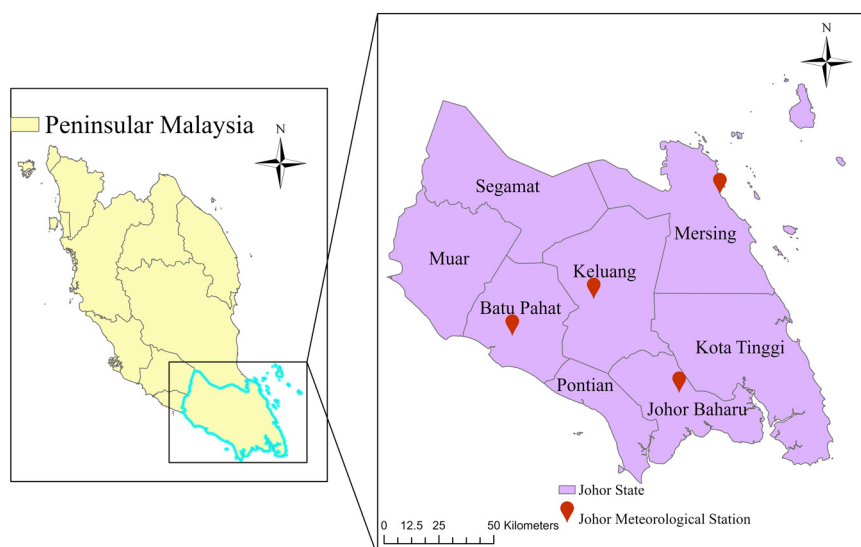 N
Peninsular Malaysia
N
Segamat
Mersing
Muar
Keluang
Batu Pahat
Kota Tinggi
Pontian
Johor Baharu
Johor State
Johor Meteorological Station
0 12.5 25 50 Kilometers